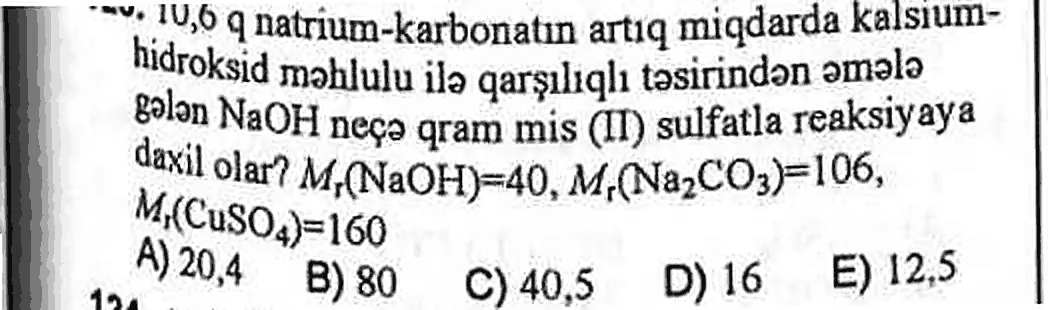 10,6 q natrium-karbonatın artıq miqdarda kalsium-
hidroksid məhlulu ilə qarşılıqlı təsirindən əmələ
gələn NaOH neçə qram mis (II) sulfatla reaksiyaya
daxil olar? Mᵣ(NaOH)=40, Mᵣ(Na₂CO₃)=106,
Mᵣ(CuSO₄)=160
A) 20,4 B) 80 C) 40,5 D) 16 E) 12,5